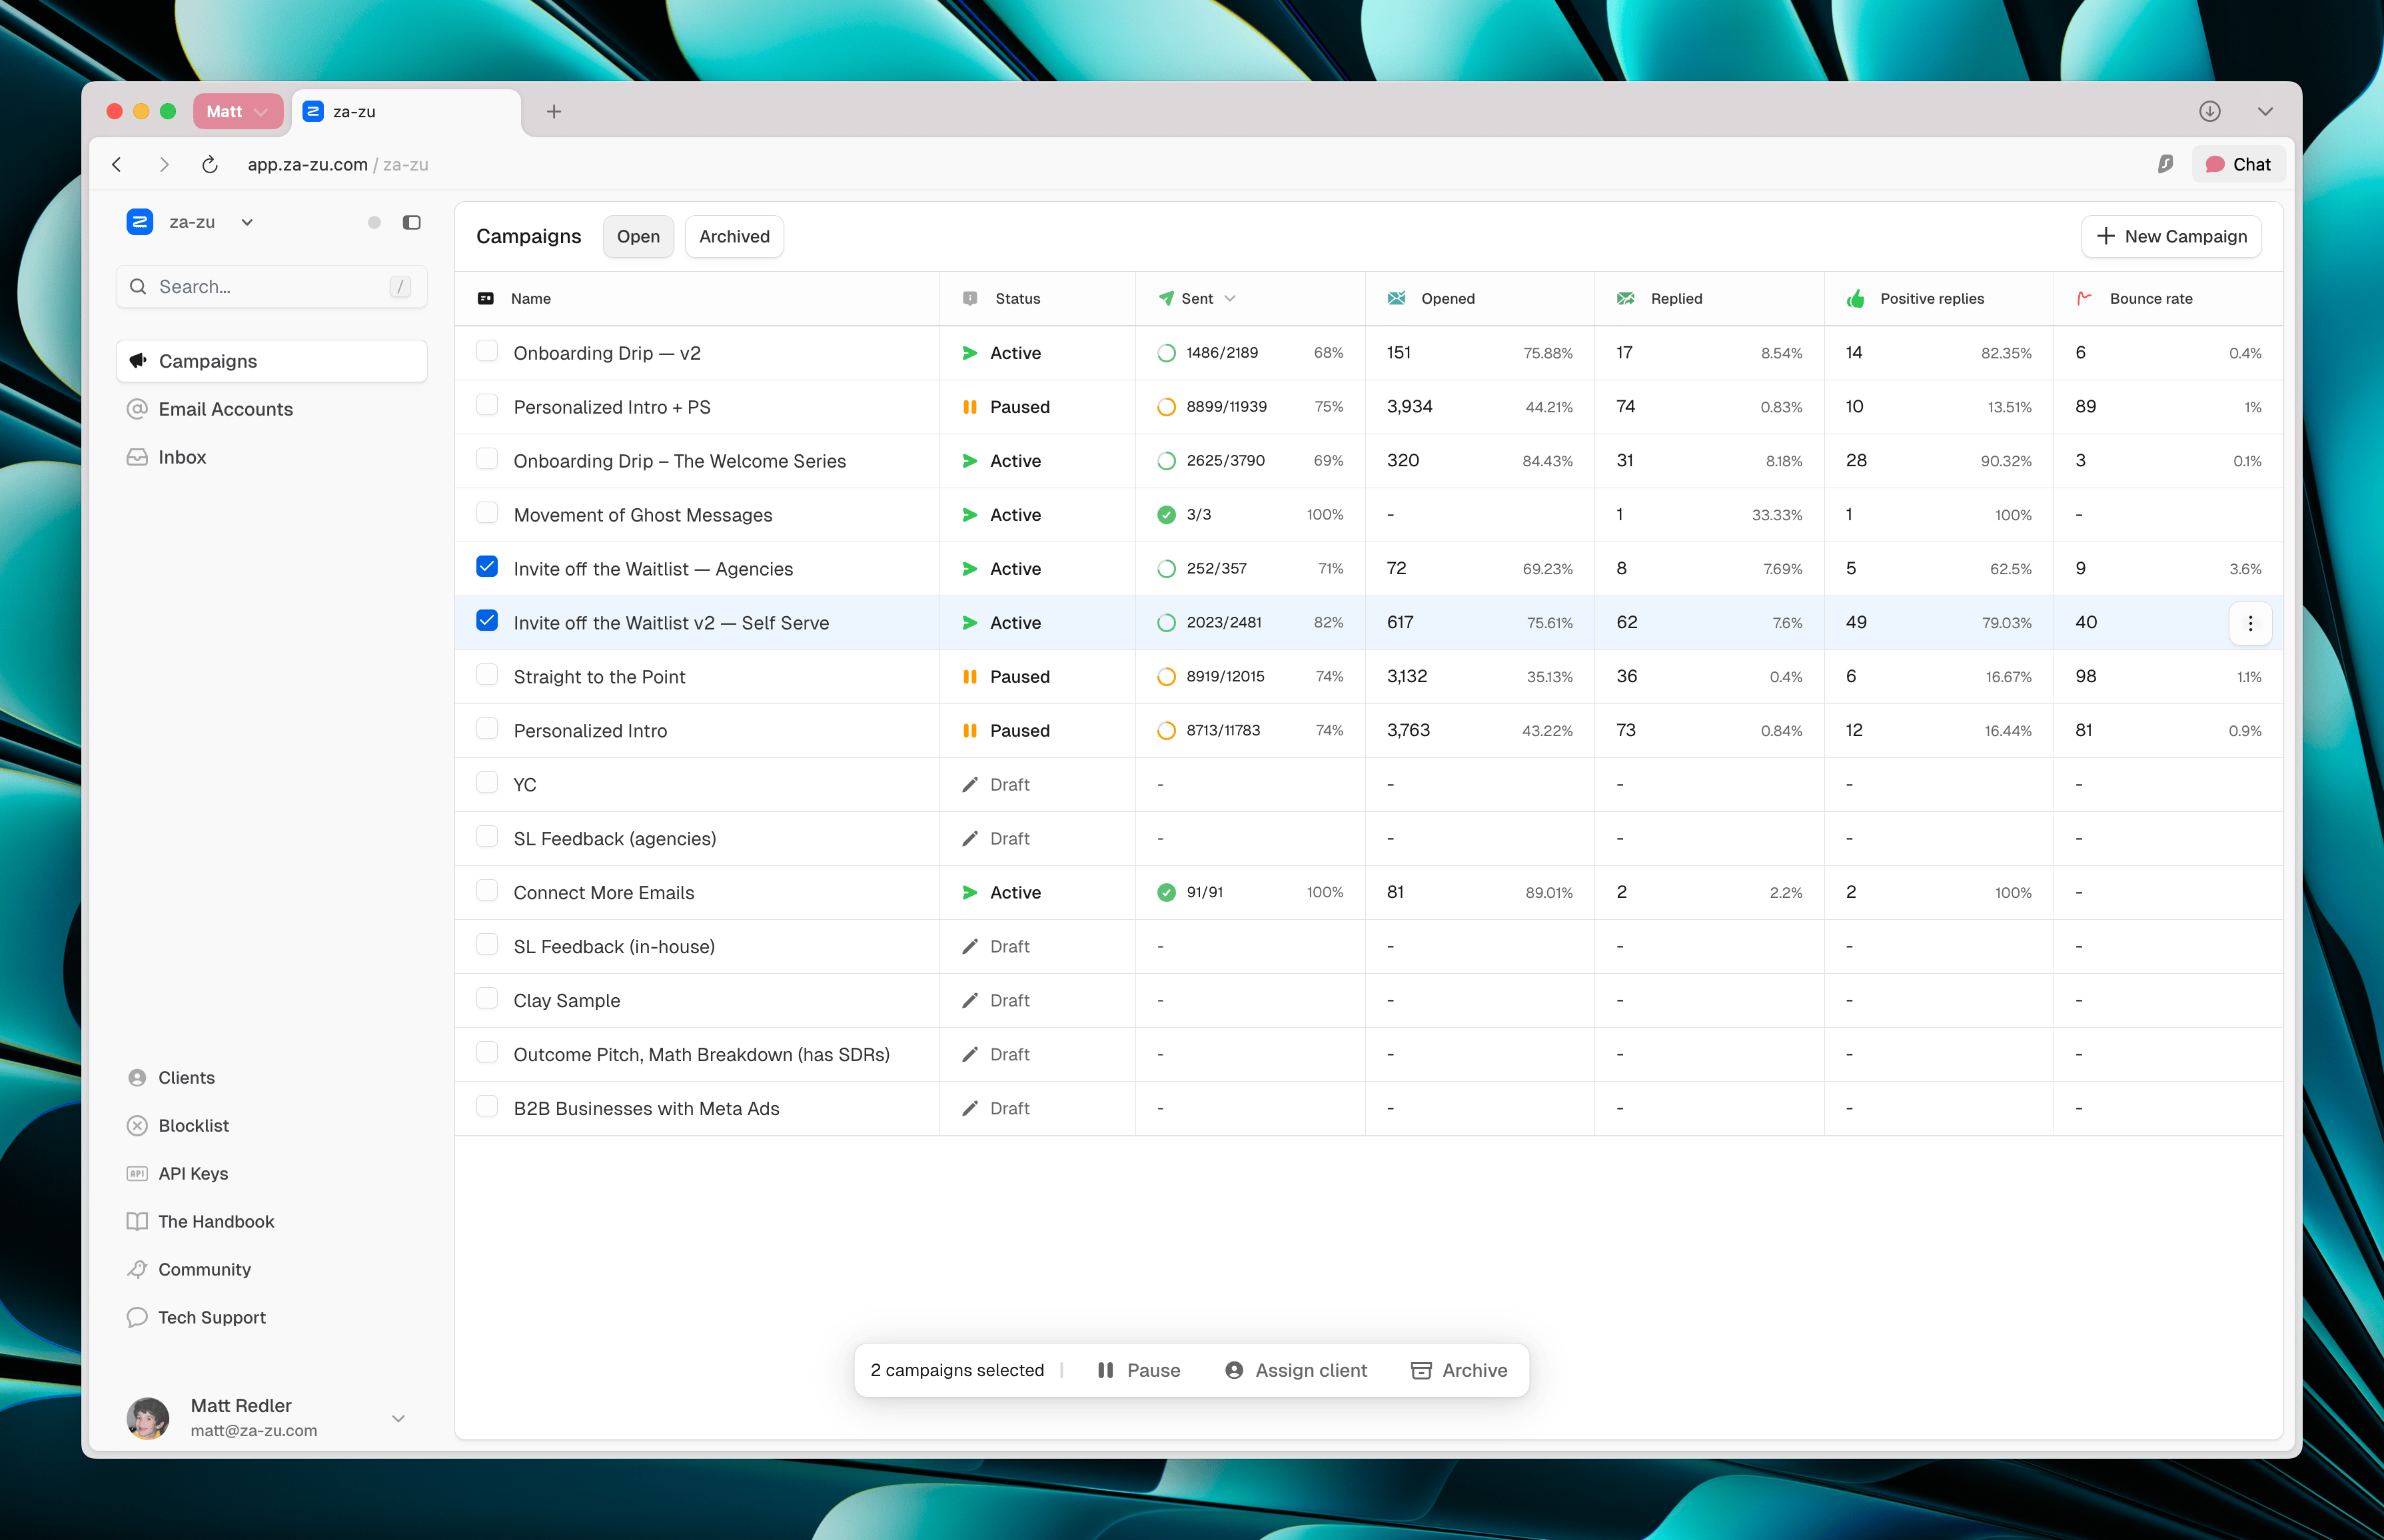 Matt
za-zu
app.za-zu.com / za-zu
Chat
za-zu
Search...
/
Campaigns
Email Accounts
Inbox
Clients
Blocklist
API
API Keys
The Handbook
Community
Tech Support
Matt Redler
matt@za-zu.com
Campaigns Open Archived New Campaign
Name Status Sent Opened Replied Positive replies Bounce rate
Onboarding Drip — v2 Active 1486/2189 68% 151 75.88% 17 8.54% 14 82.35% 6 0.4%
Personalized Intro + PS Paused 8899/11939 75% 3,934 44.21% 74 0.83% 10 13.51% 89 1%
Onboarding Drip – The Welcome Series Active 2625/3790 69% 320 84.43% 31 8.18% 28 90.32% 3 0.1%
Movement of Ghost Messages Active 3/3 100% - 1 33.33% 1 100% -
Invite off the Waitlist — Agencies Active 252/357 71% 72 69.23% 8 7.69% 5 62.5% 9 3.6%
Invite off the Waitlist v2 — Self Serve Active 2023/2481 82% 617 75.61% 62 7.6% 49 79.03% 40
Straight to the Point Paused 8919/12015 74% 3,132 35.13% 36 0.4% 6 16.67% 98 1.1%
Personalized Intro Paused 8713/11783 74% 3,763 43.22% 73 0.84% 12 16.44% 81 0.9%
YC Draft - - - - -
SL Feedback (agencies) Draft - - - - -
Connect More Emails Active 91/91 100% 81 89.01% 2 2.2% 2 100% -
SL Feedback (in-house) Draft - - - - -
Clay Sample Draft - - - - -
Outcome Pitch, Math Breakdown (has SDRs) Draft - - - - -
B2B Businesses with Meta Ads Draft - - - - -
2 campaigns selected Pause Assign client Archive